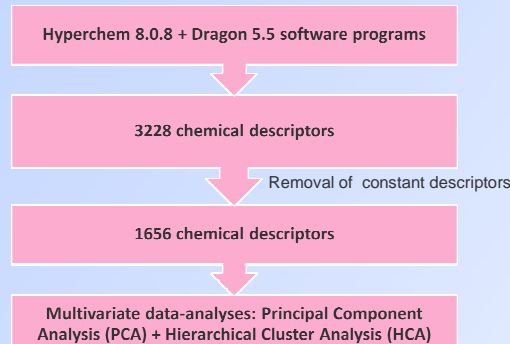 Hyperchem 8.0.8 + Dragon 5.5 software programs
3228 chemical descriptors
Removal of constant descriptors
1656 chemical descriptors
Multivariate data-analyses: Principal Component
Analysis (PCA) + Hierarchical Cluster Analysis (HCA)